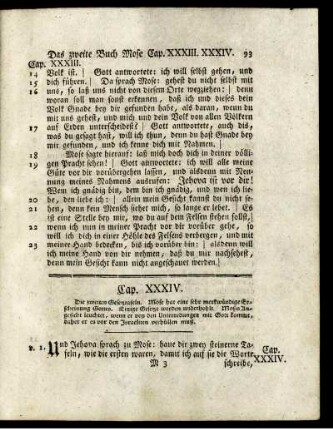 Das zweite Buch Mose Cap. XXXIII. XXXIV. 93
Cap. XXXIII.
14 Volk ist. | Gott antwortete: ich will selbst gehen, und
15 dich führen. | Da sprach Mose: gehest du nicht selbst mit
16 uns, so laß uns nicht von diesem Orte wegziehen: | denn
woran soll man sonst erkennen, daß ich und dieses dein
Volk Gnade bey dir gefunden habe, als daran, wenn du
mit uns gehest, und mich und dein Volk von allen Völkern
17 auf Erden unterscheidest? | Gott antwortete, auch dis,
was du gesagt hast, will ich thun, denn du hast Gnade bey
mir gefunden, und ich kenne dich mit Nahmen. |
18 Mose sagte hierauf: laß mich doch dich in deiner völli-
19 gen Pracht sehen! | Gott antwortete: ich will alle meine
Güte vor dir vorübergehen lassen, und alsdenn mit Nen-
nung meines Nahmens ausrufen: Jehova ist vor dir!
Wem ich gnädig bin, dem bin ich gnädig, und wen ich lie-
20 be, den liebe ich: | allein mein Gesicht kannst du nicht se-
21 hen, denn kein Mensch siehet mich, so lange er lebet. | Es
ist eine Stelle bey mir, wo du auf dem Felsen stehen sollst,
22 wenn ich nun in meiner Pracht vor dir vorüber gehe, so
will ich dich in einer Höhle des Felsens verbergen, und mit
23 meiner Hand bedecken, bis ich vorüber bin: | alsdenn will
ich meine Hand von dir nehmen, daß du mir nachsehest,
denn mein Gesicht kann nicht angeschauet werden. |
Cap. XXXIV.
Die zweiten Gesetztafeln. Mose hat eine sehr merkwürdige Er-
scheinung Gottes. Einige Gesetze werden wiederhohlt. Mosis An-
gesicht leuchtet, wenn er von den Unterredungen mit Gott kommt,
daher er es vor den Israeliten verhüllen muß.
v. 1. Und Jehova sprach zu Mose: haue dir zwey steinerne Ta-
feln, wie die ersten waren, damit ich auf sie die Worte
Cap. XXXIV.
M 3 schreibe,